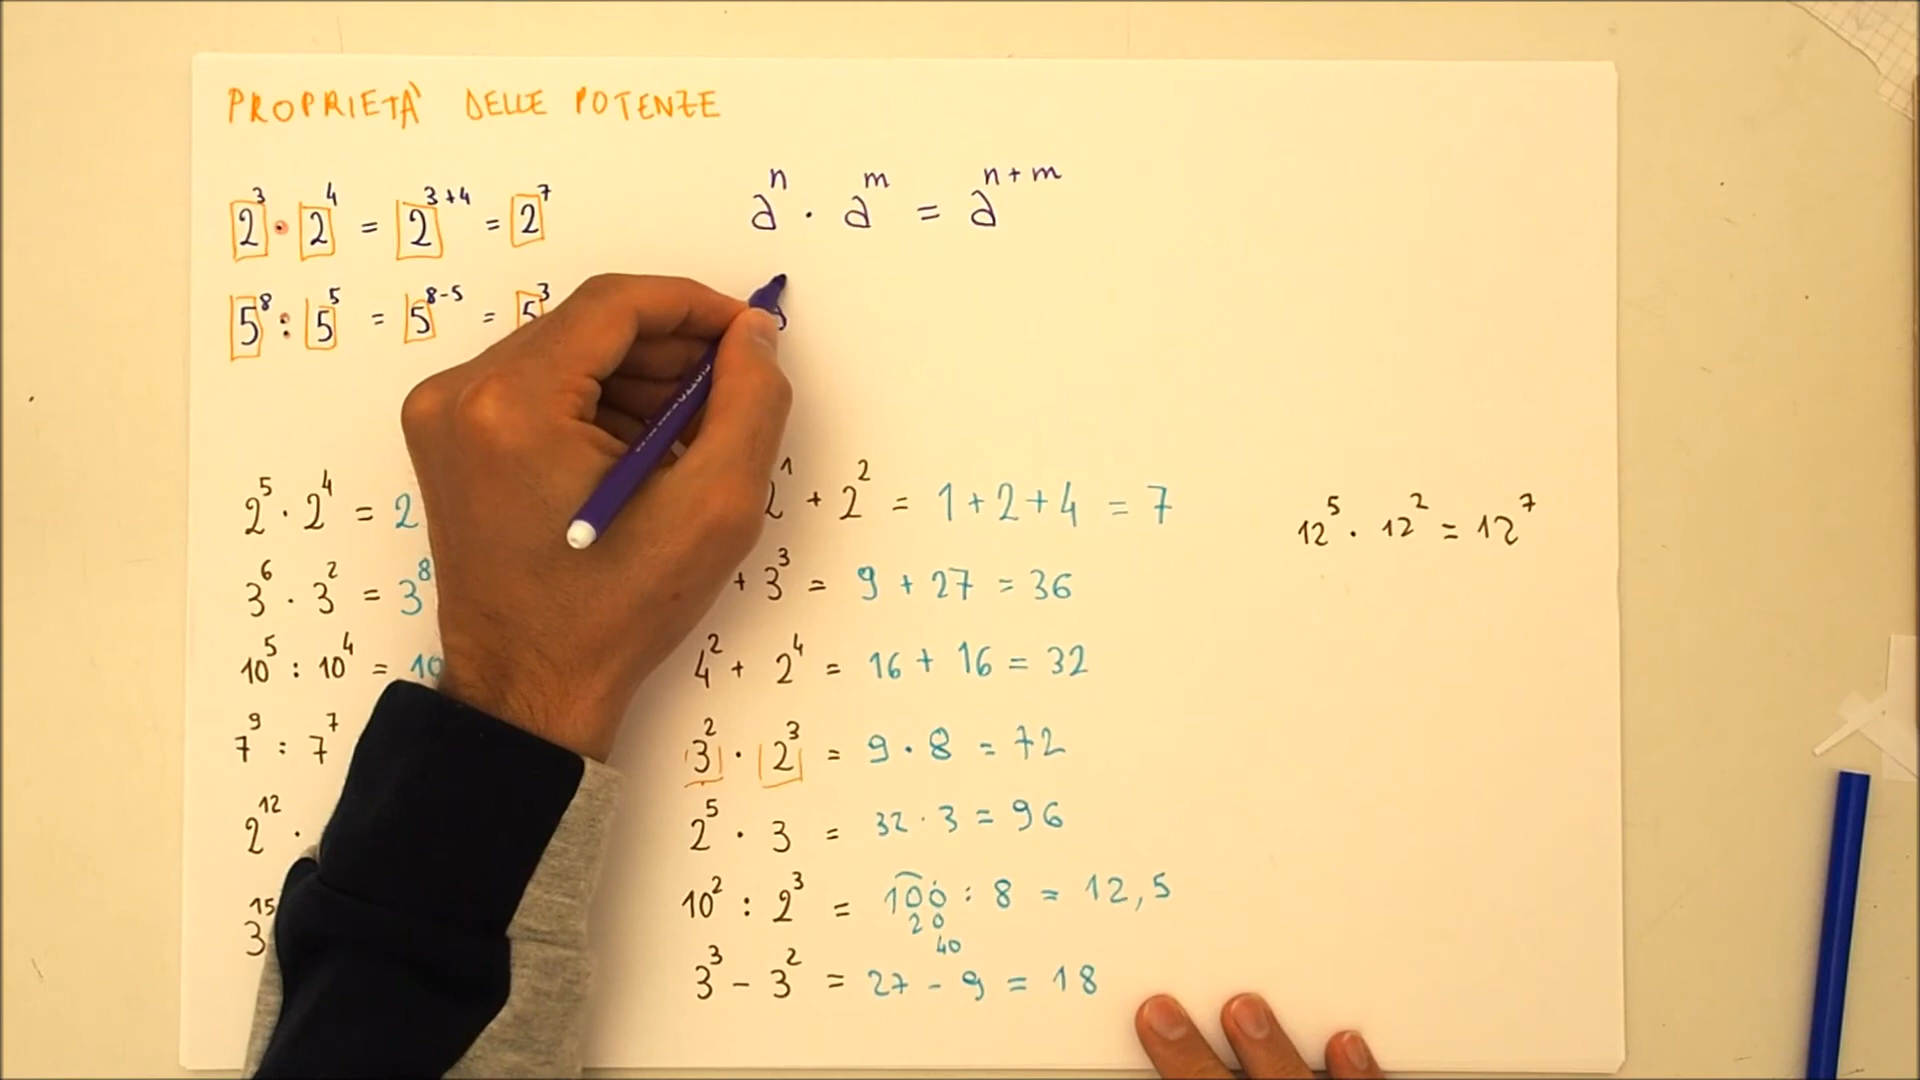 PROPRIETÀ DELLE POTENZE
2³ · 2⁴ = 2³⁺⁴ = 2⁷
aⁿ · aᵐ = aⁿ⁺ᵐ
5⁸ : 5⁵ = 5⁸⁻⁵ = 5³
2⁵ · 2⁴ = 2
2¹ + 2² = 1 + 2 + 4 = 7
12⁵ · 12² = 12⁷
3⁶ · 3² = 3⁸
+ 3³ = 9 + 27 = 36
10⁵ : 10⁴ = 10
4² + 2⁴ = 16 + 16 = 32
7⁹ : 7⁷
3² · 2³ = 9 · 8 = 72
2¹² ·
2⁵ · 3 = 32 · 3 = 96
3¹⁵
10² : 2³ = 100 : 8 = 12,5
20
40
3³ - 3² = 27 - 9 = 18